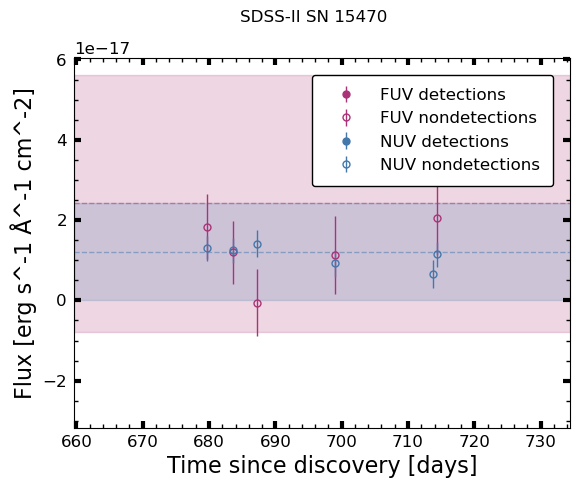 SDSS-II SN 15470
1e−17
6
4
2
0
−2
FUV detections
FUV nondetections
NUV detections
NUV nondetections
Flux [erg s^-1 Å^-1 cm^-2]
660 670 680 690 700 710 720 730
Time since discovery [days]